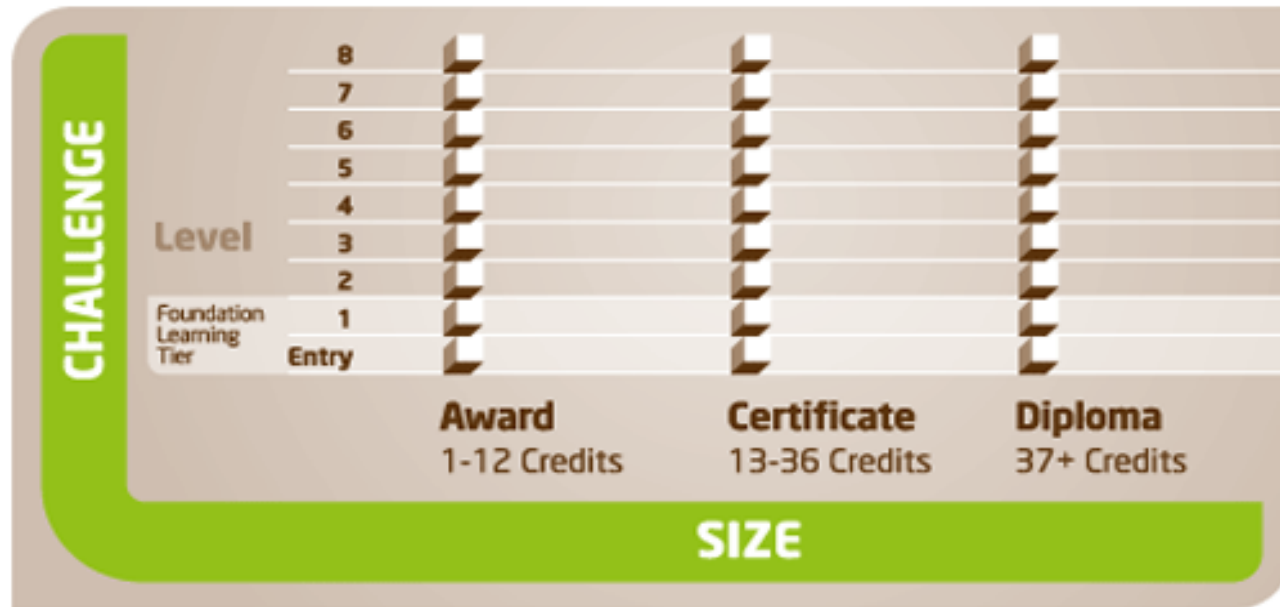 CHALLENGE
Level
8
7
6
5
4
3
2
1
Entry
Foundation
Learning
Tier
Award
1-12 Credits
Certificate
13-36 Credits
Diploma
37+ Credits
SIZE